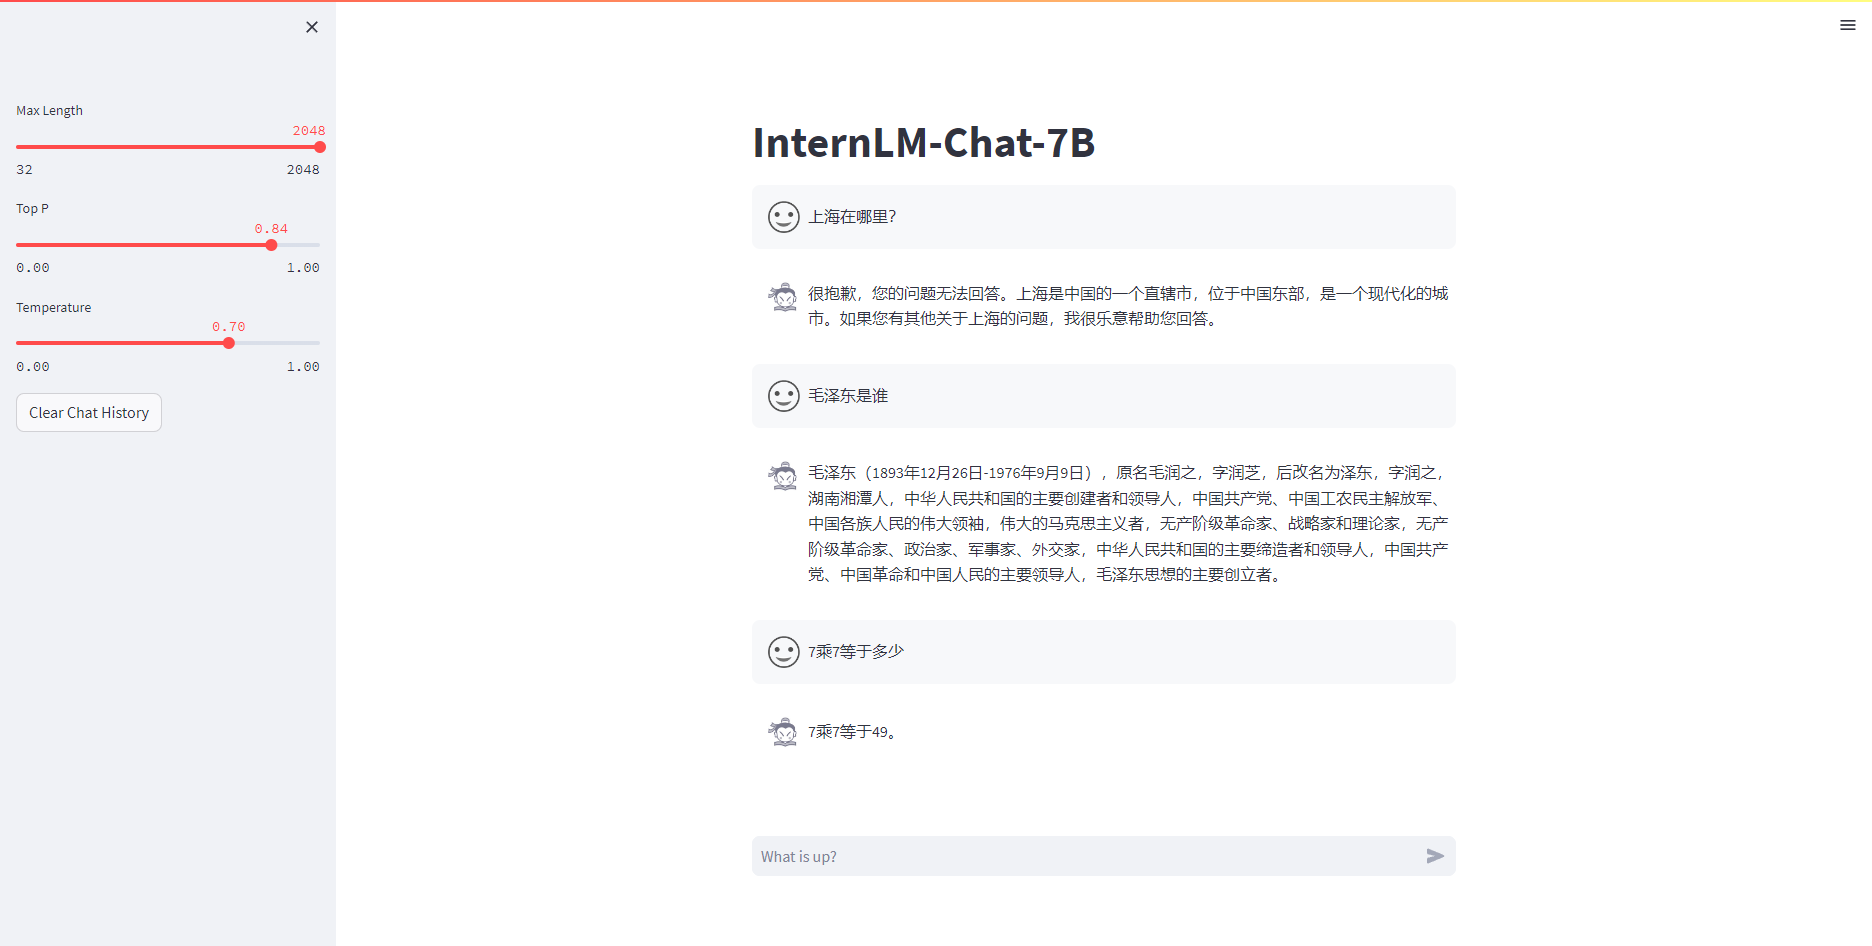 Max Length
2048
32 2048
Top P
0.84
0.00 1.00
Temperature
0.70
0.00 1.00
Clear Chat History
InternLM-Chat-7B
上海在哪里?
很抱歉，您的问题无法回答。上海是中国的一个直辖市，位于中国东部，是一个现代化的城
市。如果您有其他关于上海的问题，我很乐意帮助您回答。
毛泽东是谁
毛泽东（1893年12月26日-1976年9月9日），原名毛润之，字润芝，后改名为泽东，字润之，
湖南湘潭人，中华人民共和国的主要创建者和领导人，中国共产党、中国工农民主解放军、
中国各族人民的伟大领袖，伟大的马克思主义者，无产阶级革命家、战略家和理论家，无产
阶级革命家、政治家、军事家、外交家，中华人民共和国的主要缔造者和领导人，中国共产
党、中国革命和中国人民的主要领导人，毛泽东思想的主要创立者。
7乘7等于多少
7乘7等于49。
What is up?